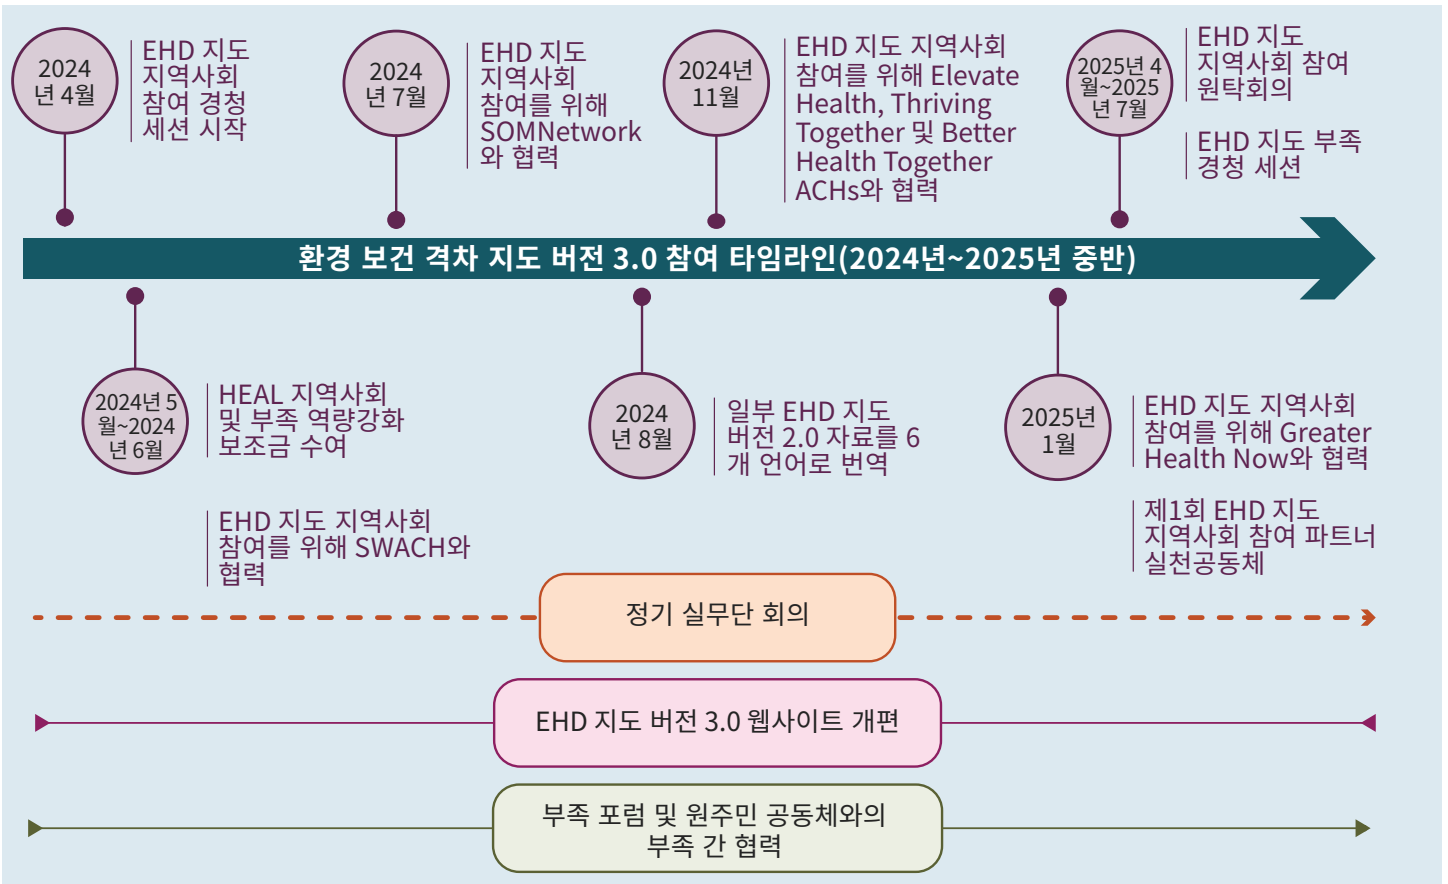 2024
년 4월
EHD 지도
지역사회
참여 경청
세션 시작
2024
년 7월
EHD 지도
지역사회
참여를 위해
SOMNetwork
와 협력
2024년
11월
EHD 지도 지역사회
참여를 위해 Elevate
Health, Thriving
Together 및 Better
Health Together
ACHs와 협력
2025년 4
월~2025
년 7월
EHD 지도
지역사회 참여
원탁회의
EHD 지도 부족
경청 세션
환경 보건 격차 지도 버전 3.0 참여 타임라인(2024년~2025년 중반)
2024년 5
월~2024
년 6월
HEAL 지역사회
및 부족 역량강화
보조금 수여
EHD 지도 지역사회
참여를 위해 SWACH와
협력
2024
년 8월
일부 EHD 지도
버전 2.0 자료를 6
개 언어로 번역
2025년
1월
EHD 지도 지역사회
참여를 위해 Greater
Health Now와 협력
제1회 EHD 지도
지역사회 참여 파트너
실천공동체
정기 실무단 회의
EHD 지도 버전 3.0 웹사이트 개편
부족 포럼 및 원주민 공동체와의
부족 간 협력